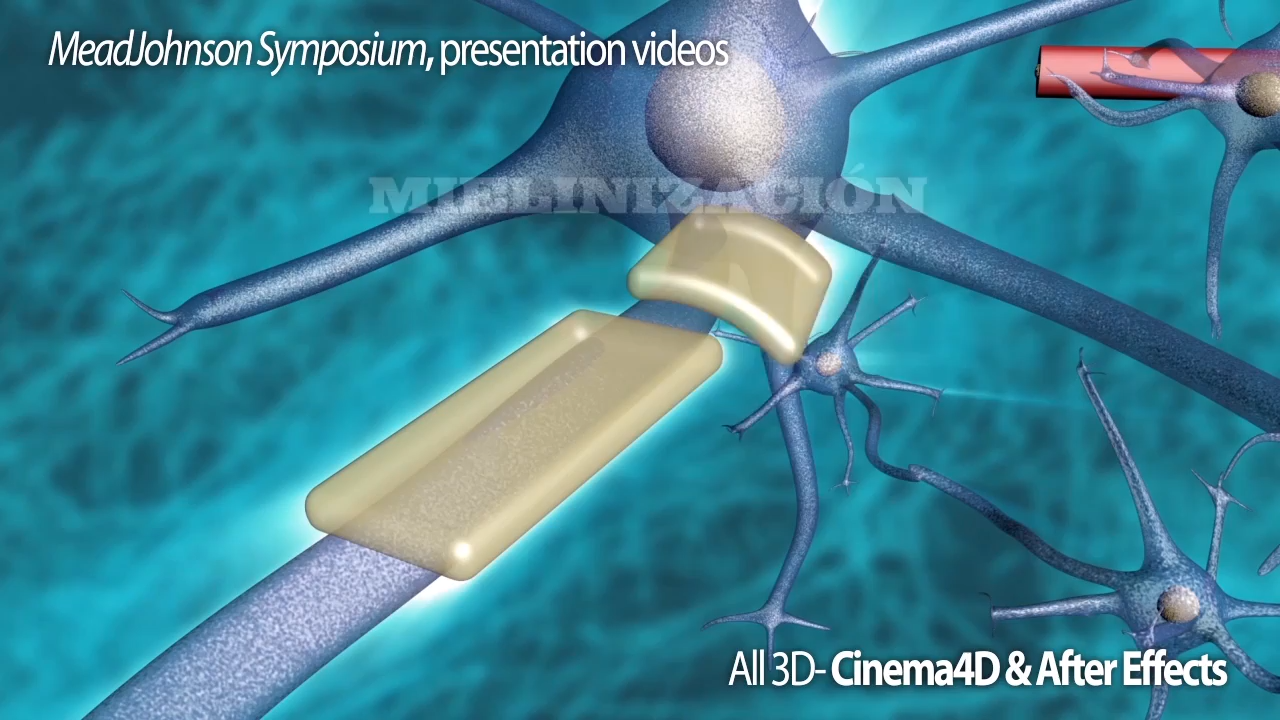 MeadJohnson Symposium, presentation videos
MIELINIZACIÓN
All 3D- Cinema4D & After Effects